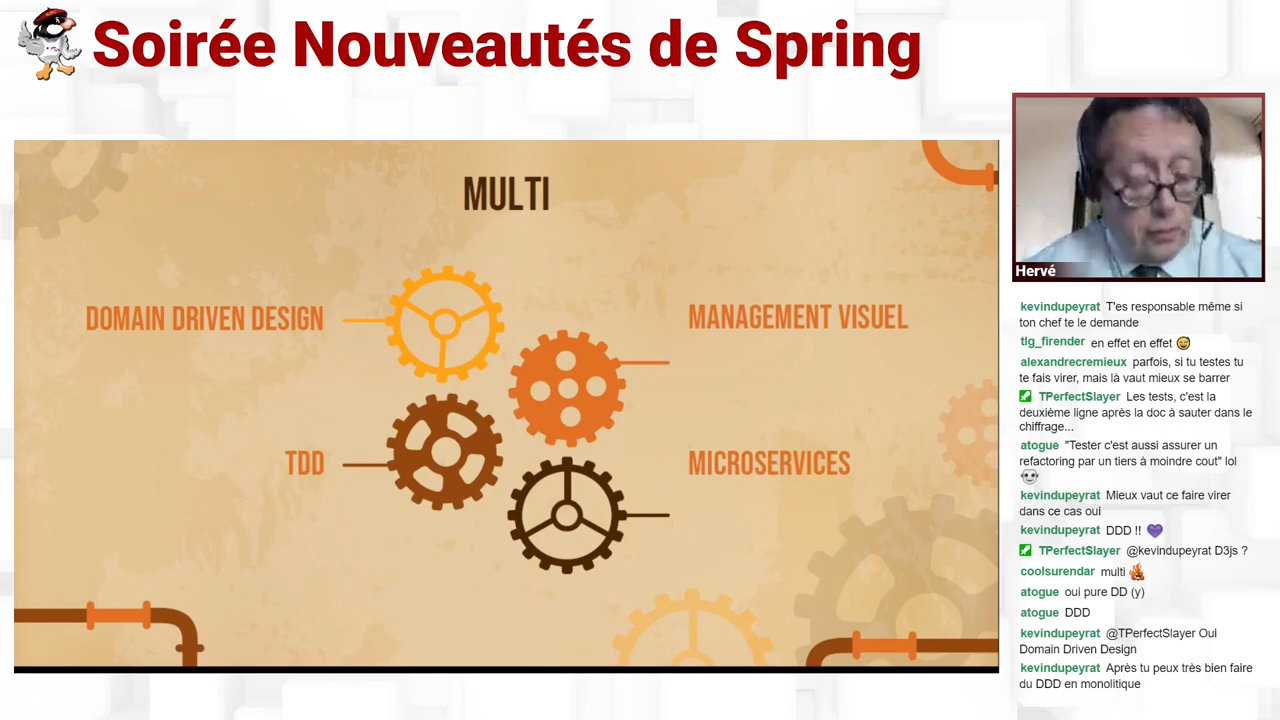 Soirée Nouveautés de Spring
MULTI
DOMAIN DRIVEN DESIGN
MANAGEMENT VISUEL
TDD
MICROSERVICES
Hervé
kevindupeyrat T'es responsable même si
ton chef te le demande
tlg_firender en effet en effet
alexandrecremieux parfois, si tu testes tu
te fais virer, mais là vaut mieux se barrer
TPerfectSlayer Les tests, c'est la
deuxième ligne après la doc à sauter dans le
chiffrage...
atogue "Tester c'est aussi assurer un
refactoring par un tiers à moindre cout" lol
kevindupeyrat Mieux vaut ce faire virer
dans ce cas oui
kevindupeyrat DDD !!
TPerfectSlayer @kevindupeyrat D3js ?
coolsurendar multi
atogue oui pure DD (y)
atogue DDD
kevindupeyrat @TPerfectSlayer Oui
Domain Driven Design
kevindupeyrat Après tu peux très bien faire
du DDD en monolitique